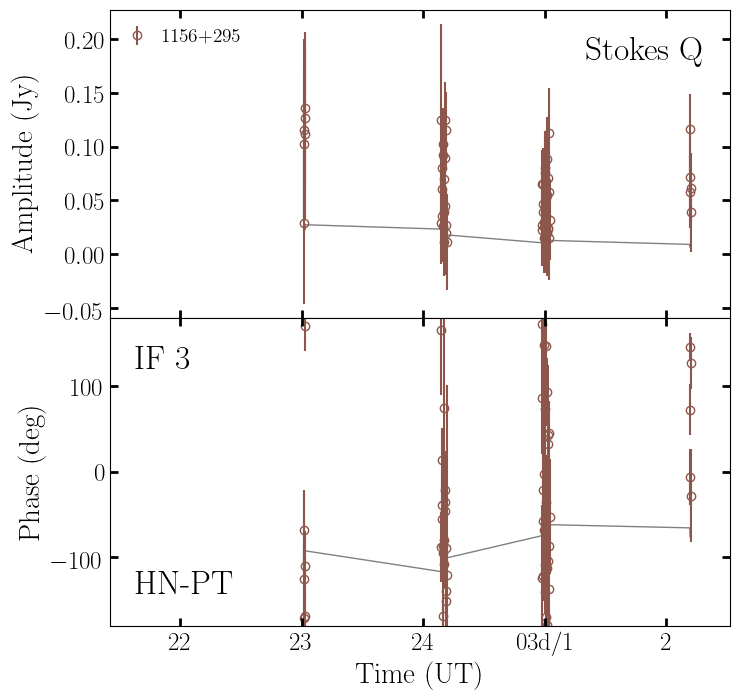 1156+295
Stokes Q
Amplitude (Jy)
0.20
0.15
0.10
0.05
0.00
−0.05
IF 3
HN-PT
Phase (deg)
100
0
−100
22
23
24
03d/1
2
Time (UT)